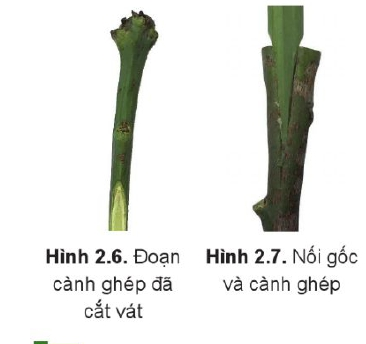 Hình 2.6. Đoạn
cành ghép đã
cắt vát
Hình 2.7. Nối gốc
và cành ghép